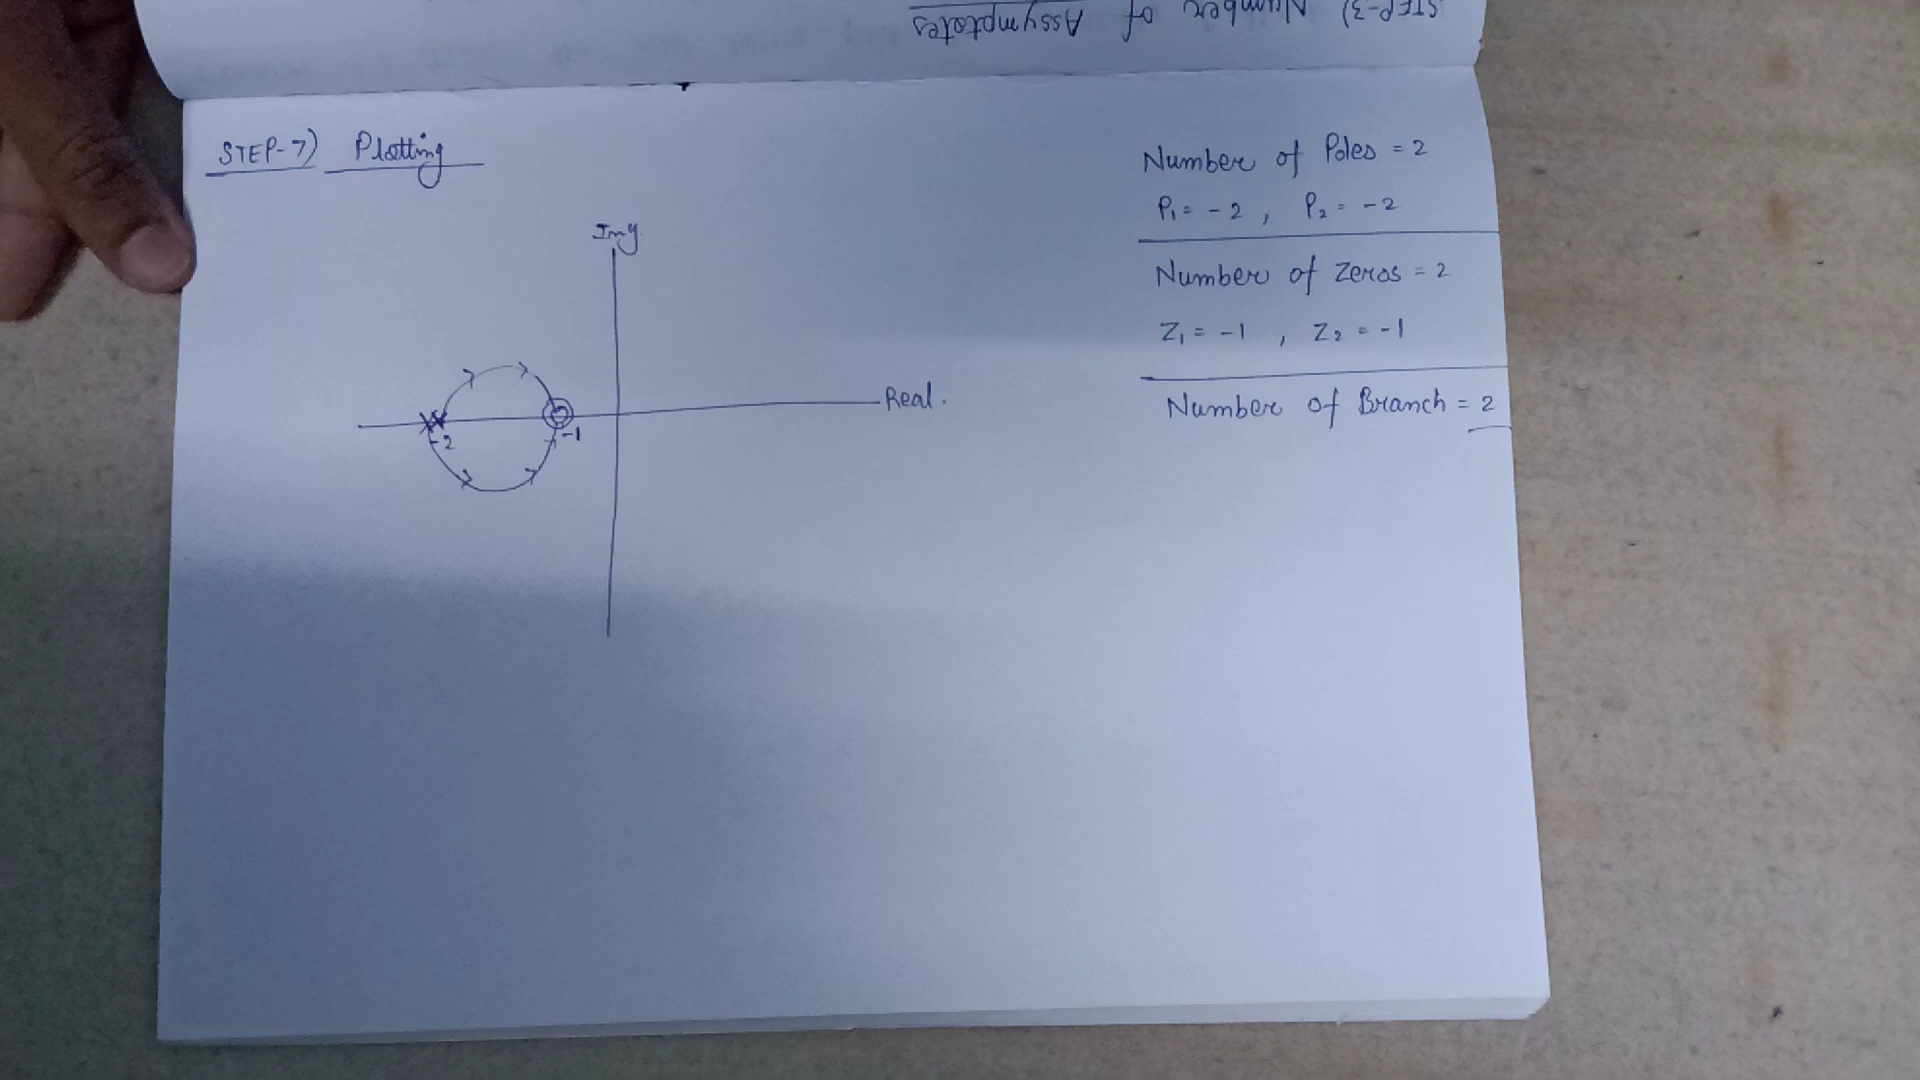 STEP-3) Number of Assymptotes
STEP-7) Plotting
Img.
Real.
-2
-1
Number of Poles = 2
P₁ = -2 , P₂ = -2
Number of Zeros = 2
Z₁ = -1 , Z₂ = -1
Number of Branch = 2